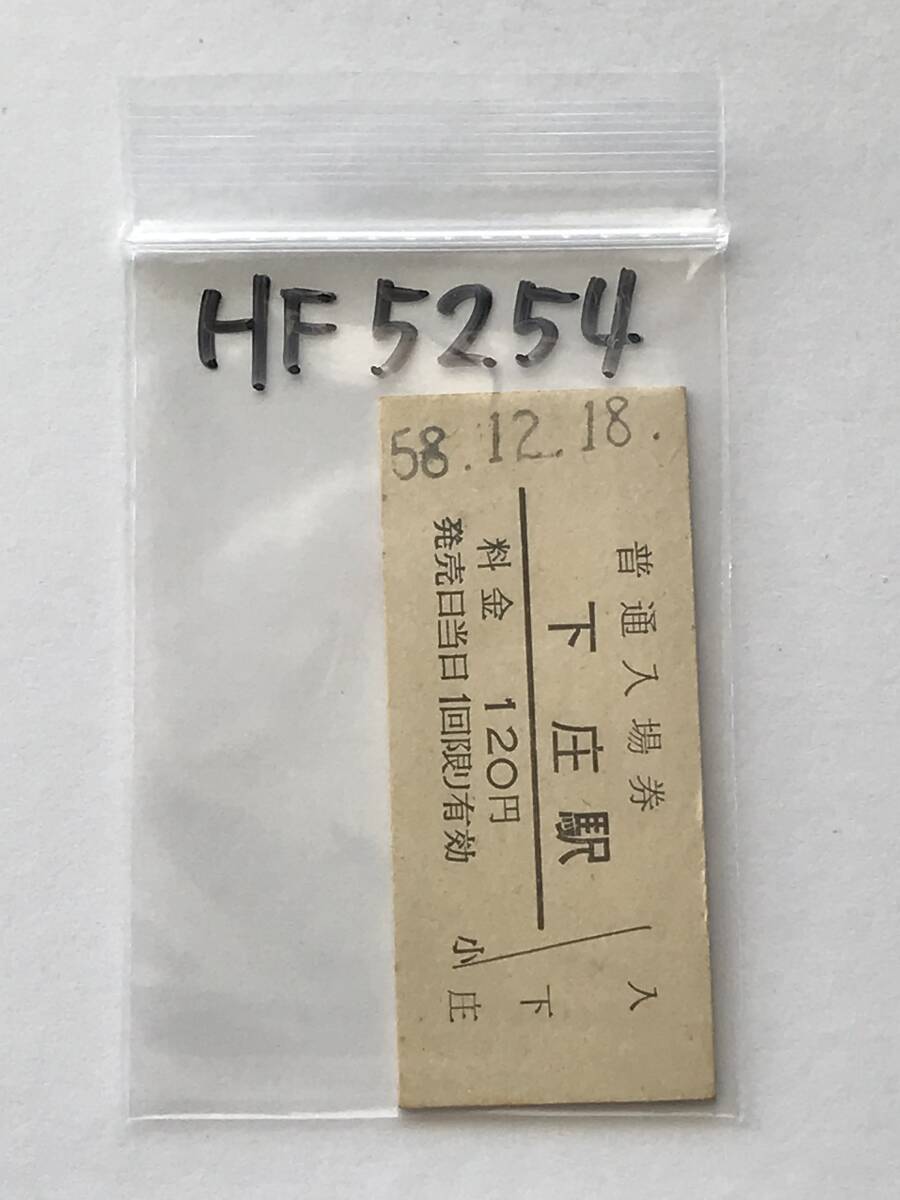 HF5254
58.12.18.
普通入場券
下庄駅
料金 120円
発売日当日1回限り有効
入
下
小
庄